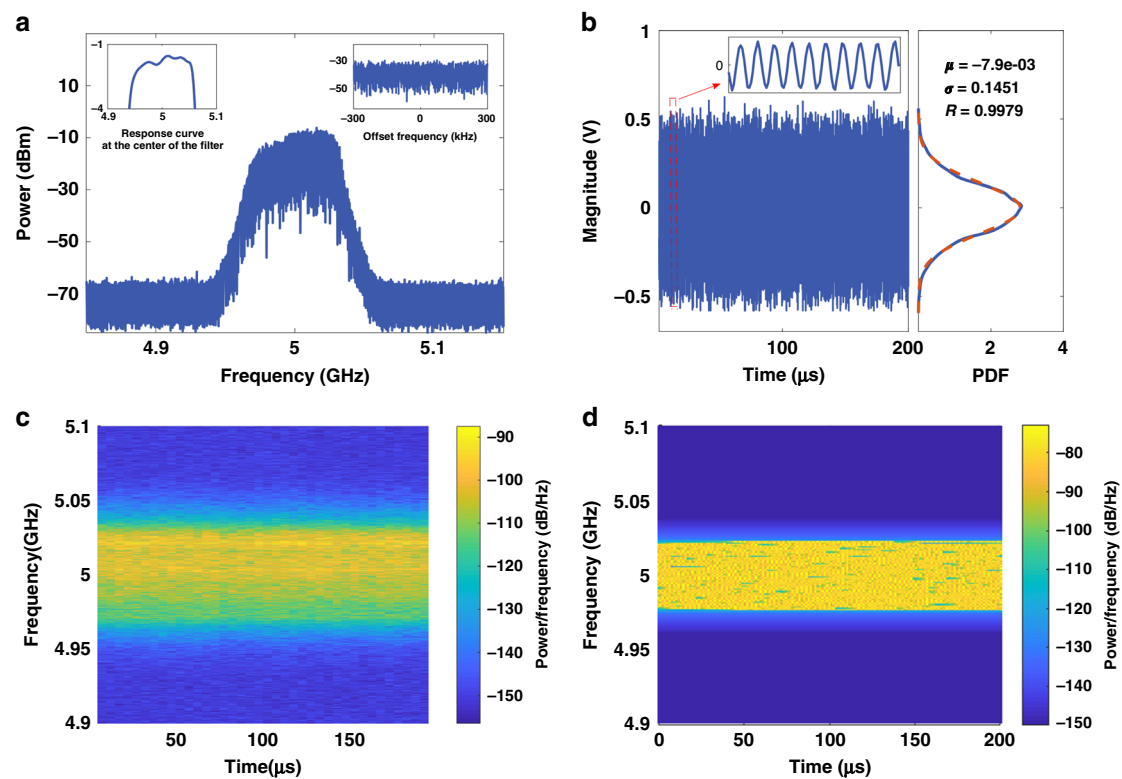 a
10
−10
−30
−50
−70
Power (dBm)
4.9
5
5.1
Frequency (GHz)
−1
−4
4.9
5
5.1
Response curve
at the center of the filter
−30
−50
−300
0
300
Offset frequency (kHz)
b
1
0.5
0
−0.5
Magnitude (V)
0
100
200
Time (μs)
μ = −7.9e-03
σ = 0.1451
R = 0.9979
2
4
PDF
c
5.1
5.05
5
4.95
4.9
Frequency(GHz)
50
100
150
Time(μs)
−90
−100
−110
−120
−130
−140
−150
Power/frequency (dB/Hz)
d
5.1
5.05
5
4.95
4.9
Frequency (GHz)
0
50
100
150
200
Time (μs)
−80
−90
−100
−110
−120
−130
−140
−150
Power/frequency (dB/Hz)